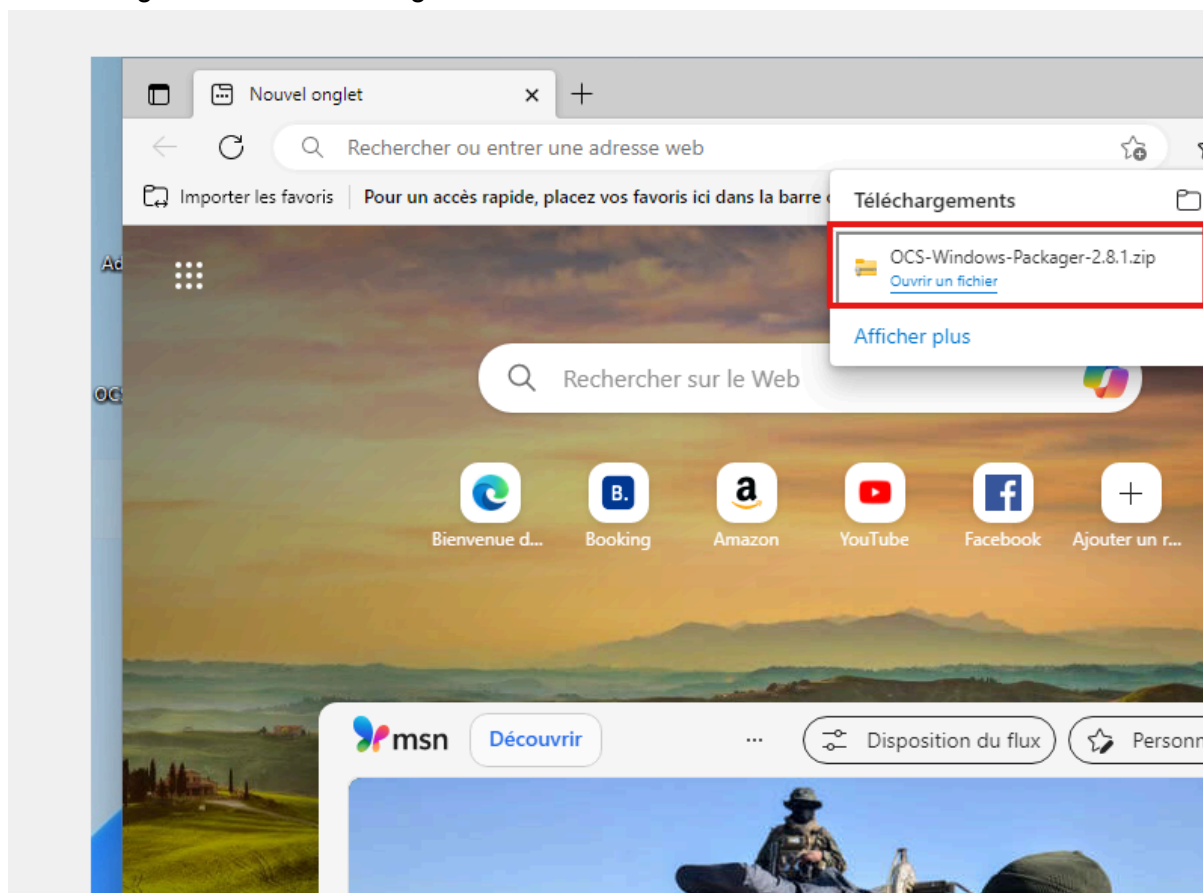 Nouvel onglet
Rechercher ou entrer une adresse web
Importer les favoris
Pour un accès rapide, placez vos favoris ici dans la barre
Téléchargements
OCS-Windows-Packager-2.8.1.zip
Ouvrir un fichier
Afficher plus
Rechercher sur le Web
B.
a
Bienvenue d...
Booking
Amazon
YouTube
Facebook
Ajouter un r...
msn
Découvrir
...
Disposition du flux
Personn